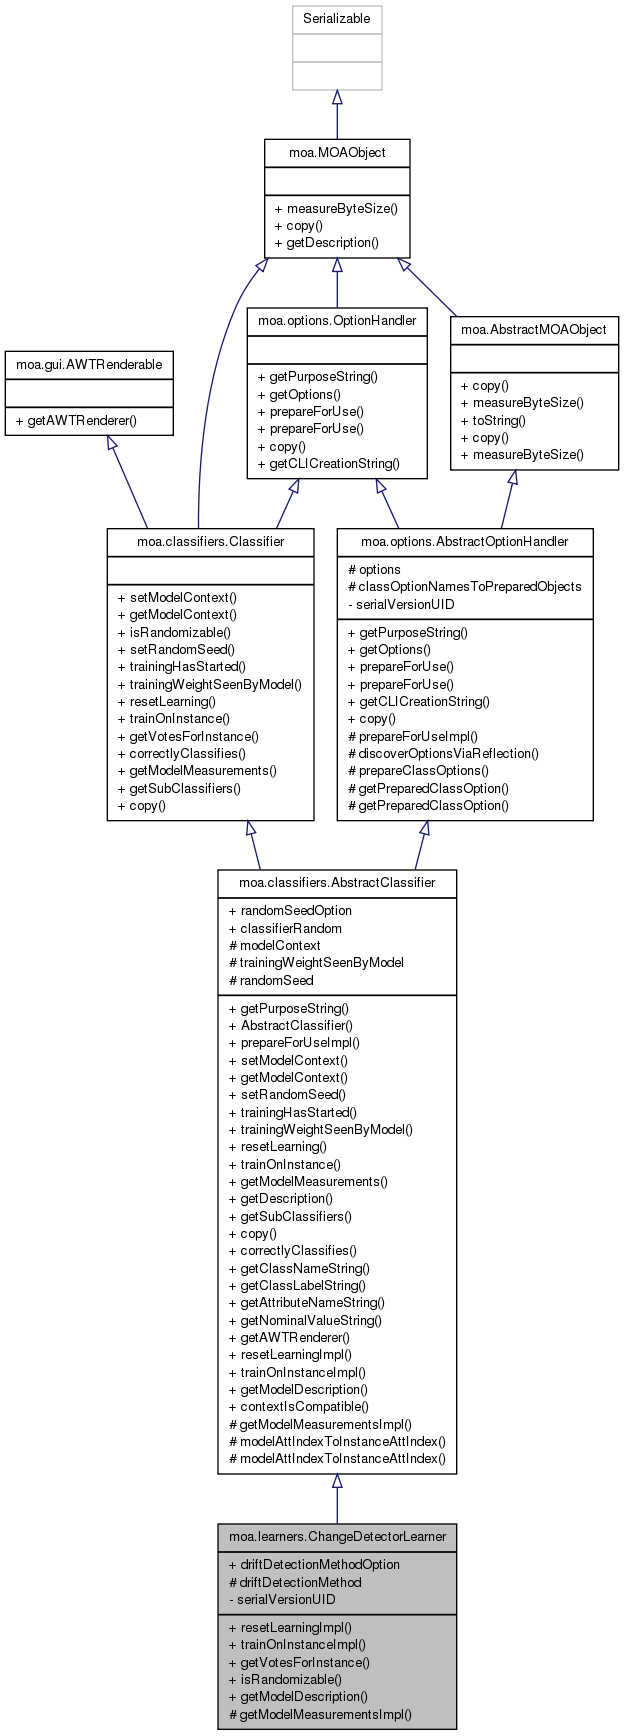 Serializable
moa.MOAObject
+ measureByteSize()
+ copy()
+ getDescription()
moa.gui.AWTRenderable
+ getAWTRenderer()
moa.options.OptionHandler
+ getPurposeString()
+ getOptions()
+ prepareForUse()
+ prepareForUse()
+ copy()
+ getCLICreationString()
moa.AbstractMOAObject
+ copy()
+ measureByteSize()
+ toString()
+ copy()
+ measureByteSize()
moa.classifiers.Classifier
+ setModelContext()
+ getModelContext()
+ isRandomizable()
+ setRandomSeed()
+ trainingHasStarted()
+ trainingWeightSeenByModel()
+ resetLearning()
+ trainOnInstance()
+ getVotesForInstance()
+ correctlyClassifies()
+ getModelMeasurements()
+ getSubClassifiers()
+ copy()
moa.options.AbstractOptionHandler
# options
# classOptionNamesToPreparedObjects
- serialVersionUID
+ getPurposeString()
+ getOptions()
+ prepareForUse()
+ prepareForUse()
+ getCLICreationString()
+ copy()
# prepareForUseImpl()
# discoverOptionsViaReflection()
# prepareClassOptions()
# getPreparedClassOption()
# getPreparedClassOption()
moa.classifiers.AbstractClassifier
+ randomSeedOption
+ classifierRandom
# modelContext
# trainingWeightSeenByModel
# randomSeed
+ getPurposeString()
+ AbstractClassifier()
+ prepareForUseImpl()
+ setModelContext()
+ getModelContext()
+ setRandomSeed()
+ trainingHasStarted()
+ trainingWeightSeenByModel()
+ resetLearning()
+ trainOnInstance()
+ getModelMeasurements()
+ getDescription()
+ getSubClassifiers()
+ copy()
+ correctlyClassifies()
+ getClassNameString()
+ getClassLabelString()
+ getAttributeNameString()
+ getNominalValueString()
+ getAWTRenderer()
+ resetLearningImpl()
+ trainOnInstanceImpl()
+ getModelDescription()
+ contextIsCompatible()
# getModelMeasurementsImpl()
# modelAttIndexToInstanceAttIndex()
# modelAttIndexToInstanceAttIndex()
moa.learners.ChangeDetectorLearner
+ driftDetectionMethodOption
# driftDetectionMethod
- serialVersionUID
+ resetLearningImpl()
+ trainOnInstanceImpl()
+ getVotesForInstance()
+ isRandomizable()
+ getModelDescription()
# getModelMeasurementsImpl()